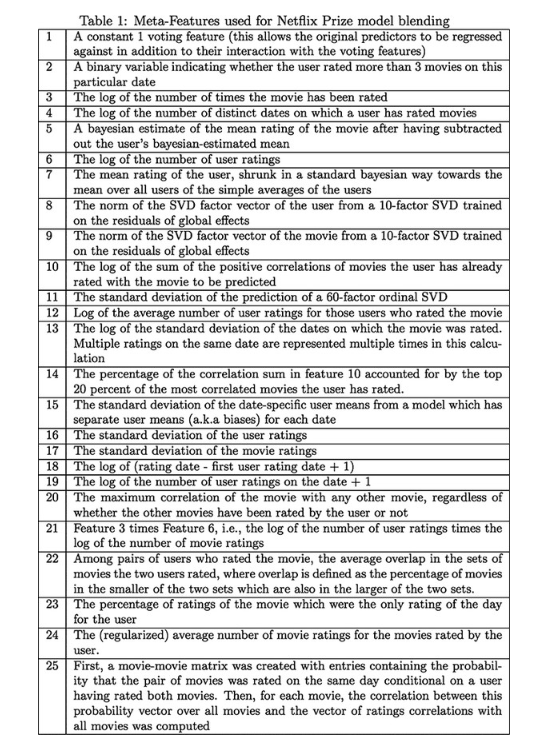 Table 1: Meta-Features used for Netflix Prize model blending
1 A constant 1 voting feature (this allows the original predictors to be regressed
against in addition to their interaction with the voting features)
2 A binary variable indicating whether the user rated more than 3 movies on this
particular date
3 The log of the number of times the movie has been rated
4 The log of the number of distinct dates on which a user has rated movies
5 A bayesian estimate of the mean rating of the movie after having subtracted
out the user's bayesian-estimated mean
6 The log of the number of user ratings
7 The mean rating of the user, shrunk in a standard bayesian way towards the
mean over all users of the simple averages of the users
8 The norm of the SVD factor vector of the user from a 10-factor SVD trained
on the residuals of global effects
9 The norm of the SVD factor vector of the movie from a 10-factor SVD trained
on the residuals of global effects
10 The log of the sum of the positive correlations of movies the user has already
rated with the movie to be predicted
11 The standard deviation of the prediction of a 60-factor ordinal SVD
12 Log of the average number of user ratings for those users who rated the movie
13 The log of the standard deviation of the dates on which the movie was rated.
Multiple ratings on the same date are represented multiple times in this calcu-
lation
14 The percentage of the correlation sum in feature 10 accounted for by the top
20 percent of the most correlated movies the user has rated.
15 The standard deviation of the date-specific user means from a model which has
separate user means (a.k.a biases) for each date
16 The standard deviation of the user ratings
17 The standard deviation of the movie ratings
18 The log of (rating date - first user rating date + 1)
19 The log of the number of user ratings on the date + 1
20 The maximum correlation of the movie with any other movie, regardless of
whether the other movies have been rated by the user or not
21 Feature 3 times Feature 6, i.e., the log of the number of user ratings times the
log of the number of movie ratings
22 Among pairs of users who rated the movie, the average overlap in the sets of
movies the two users rated, where overlap is defined as the percentage of movies
in the smaller of the two sets which are also in the larger of the two sets.
23 The percentage of ratings of the movie which were the only rating of the day
for the user
24 The (regularized) average number of movie ratings for the movies rated by the
user.
25 First, a movie-movie matrix was created with entries containing the probabil-
ity that the pair of movies was rated on the same day conditional on a user
having rated both movies. Then, for each movie, the correlation between this
probability vector over all movies and the vector of ratings correlations with
all movies was computed